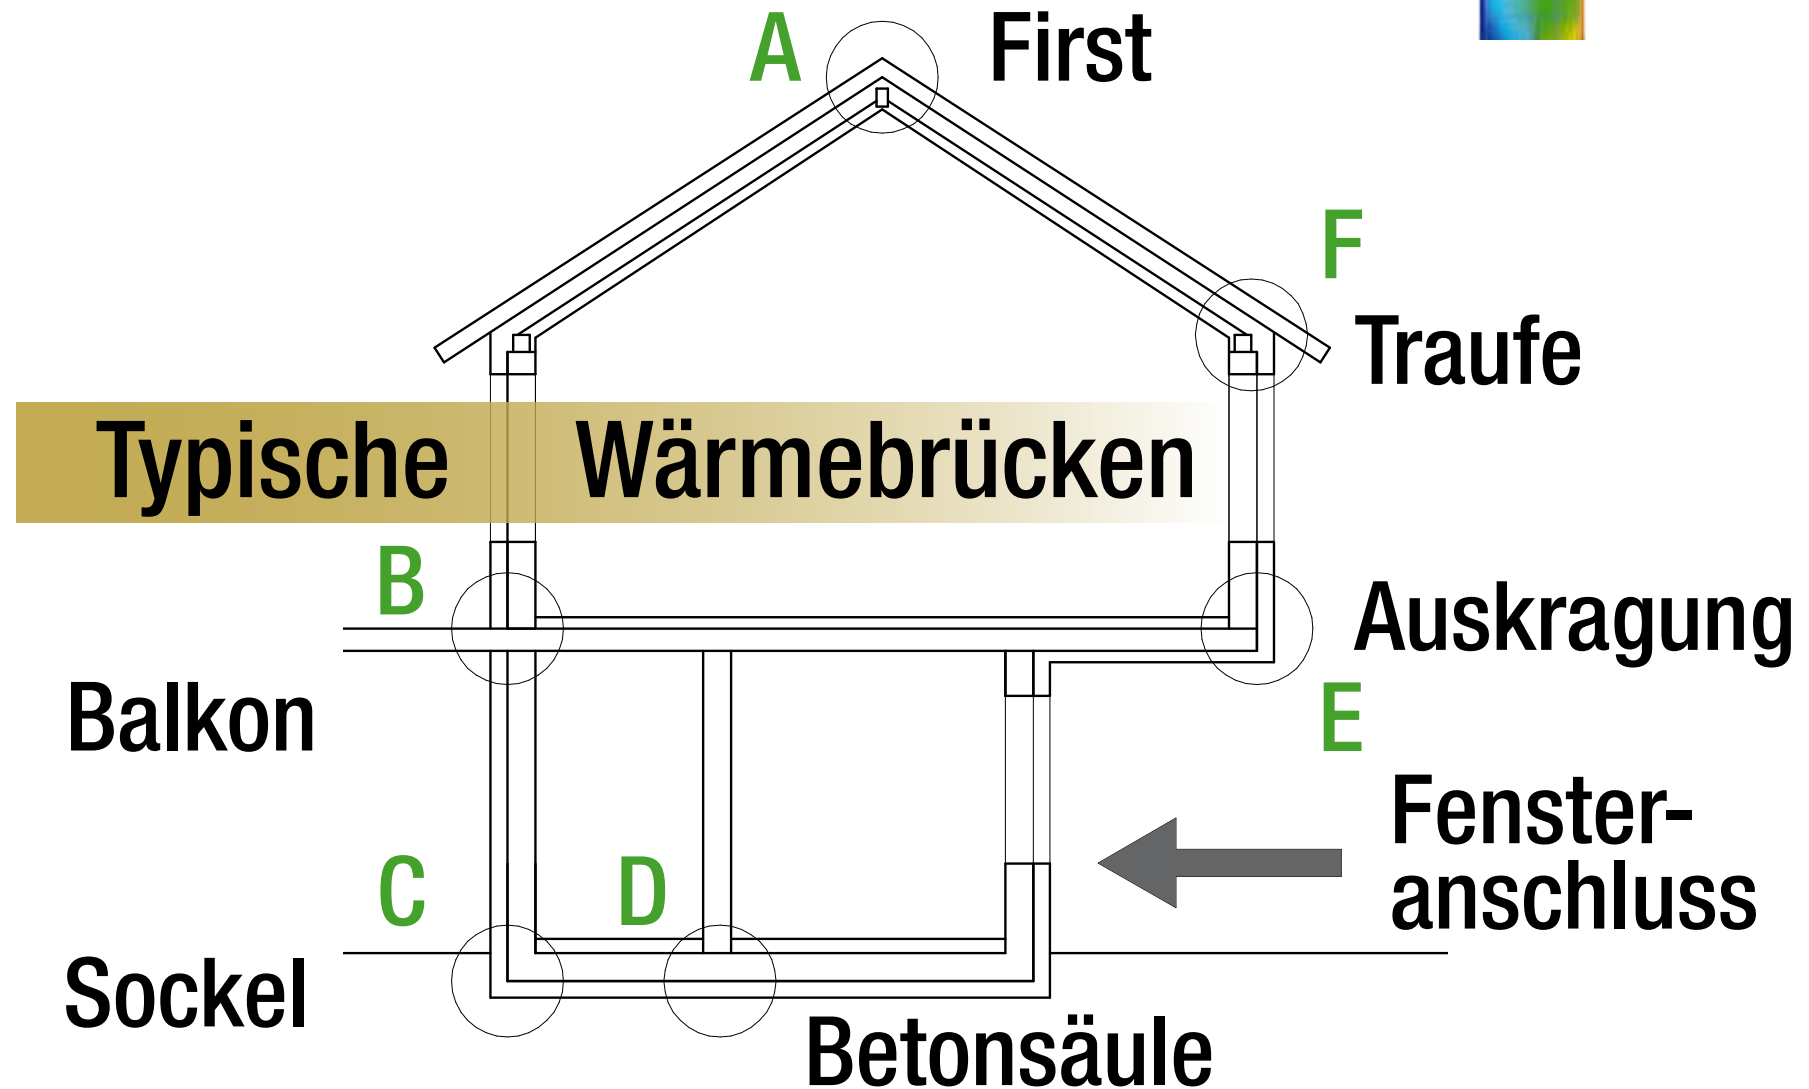 A First
F
Traufe
Typische Wärmebrücken
B
Auskragung
Balkon
E
Fenster-
anschluss
C
D
Sockel
Betonsäule